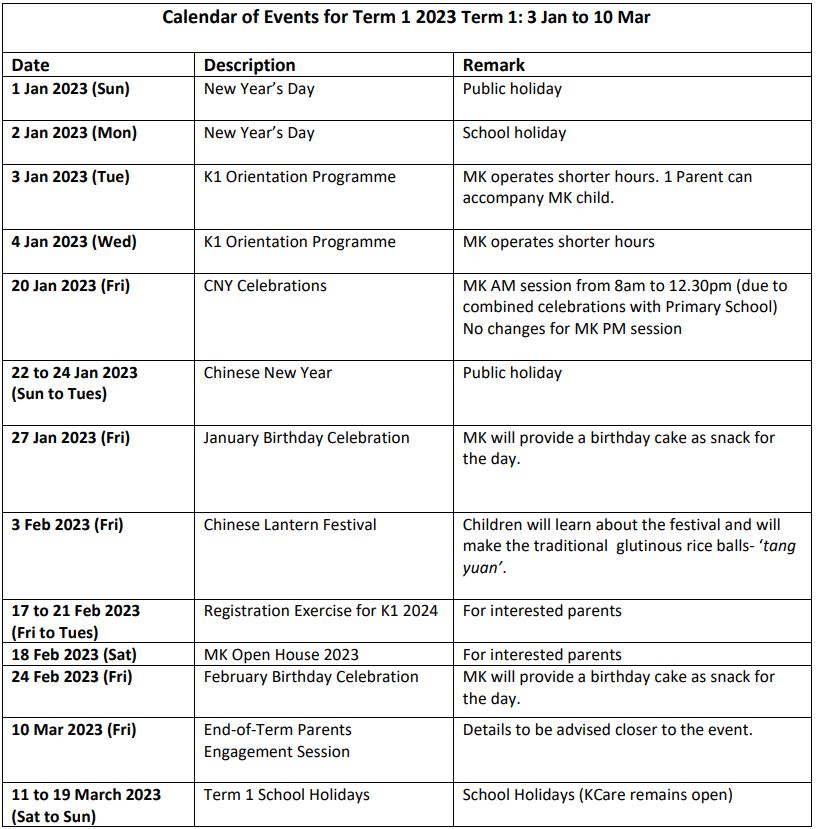 Calendar of Events for Term 1 2023 Term 1: 3 Jan to 10 Mar
Date Description Remark
1 Jan 2023 (Sun) New Year’s Day Public holiday
2 Jan 2023 (Mon) New Year’s Day School holiday
3 Jan 2023 (Tue) K1 Orientation Programme MK operates shorter hours. 1 Parent can
accompany MK child.
4 Jan 2023 (Wed) K1 Orientation Programme MK operates shorter hours
20 Jan 2023 (Fri) CNY Celebrations MK AM session from 8am to 12.30pm (due to
combined celebrations with Primary School)
No changes for MK PM session
22 to 24 Jan 2023 Chinese New Year Public holiday
(Sun to Tues)
27 Jan 2023 (Fri) January Birthday Celebration MK will provide a birthday cake as snack for
the day.
3 Feb 2023 (Fri) Chinese Lantern Festival Children will learn about the festival and will
make the traditional glutinous rice balls- ‘tang
yuan’.
17 to 21 Feb 2023 Registration Exercise for K1 2024 For interested parents
(Fri to Tues)
18 Feb 2023 (Sat) MK Open House 2023 For interested parents
24 Feb 2023 (Fri) February Birthday Celebration MK will provide a birthday cake as snack for
the day.
10 Mar 2023 (Fri) End-of-Term Parents Details to be advised closer to the event.
Engagement Session
11 to 19 March 2023 Term 1 School Holidays School Holidays (KCare remains open)
(Sat to Sun)